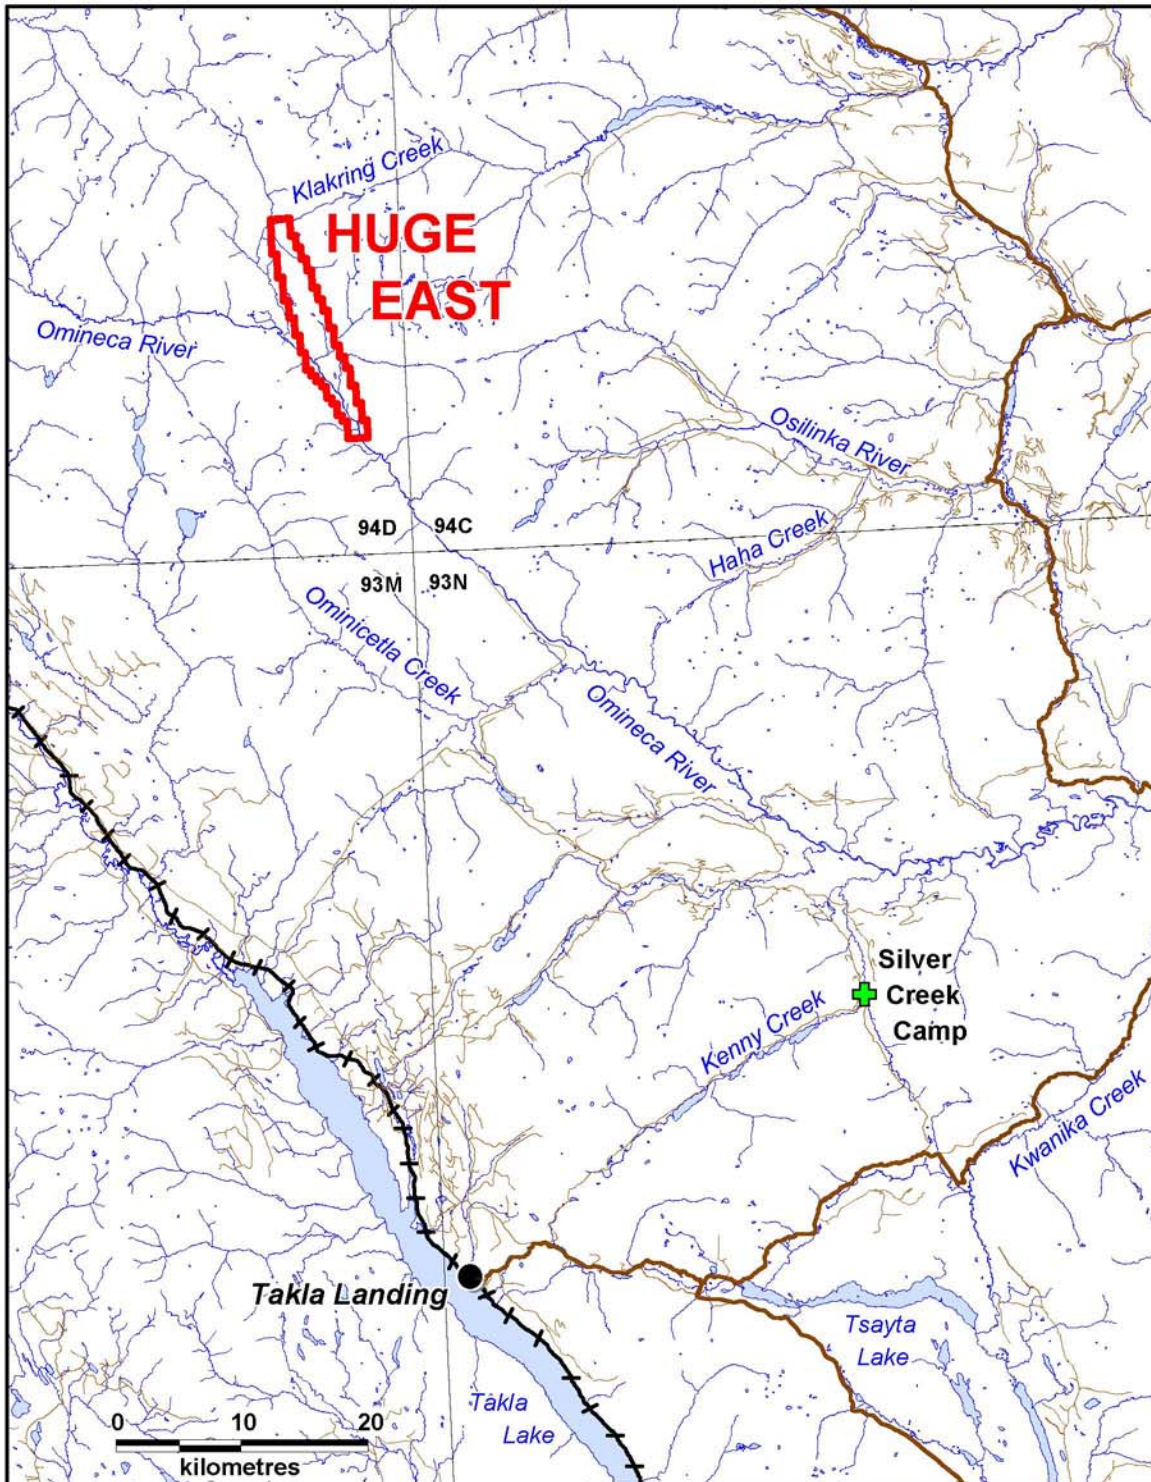 Klakring Creek
HUGE
EAST
Omineca River
Osilinka River
94D
94C
Haha Creek
93M
93N
Ominicetla Creek
Omineca River
Silver
Creek
Camp
Kenny Creek
Kwanika Creek
Takla Landing
Tsayta
Lake
Takla
Lake
0 10 20
kilometres